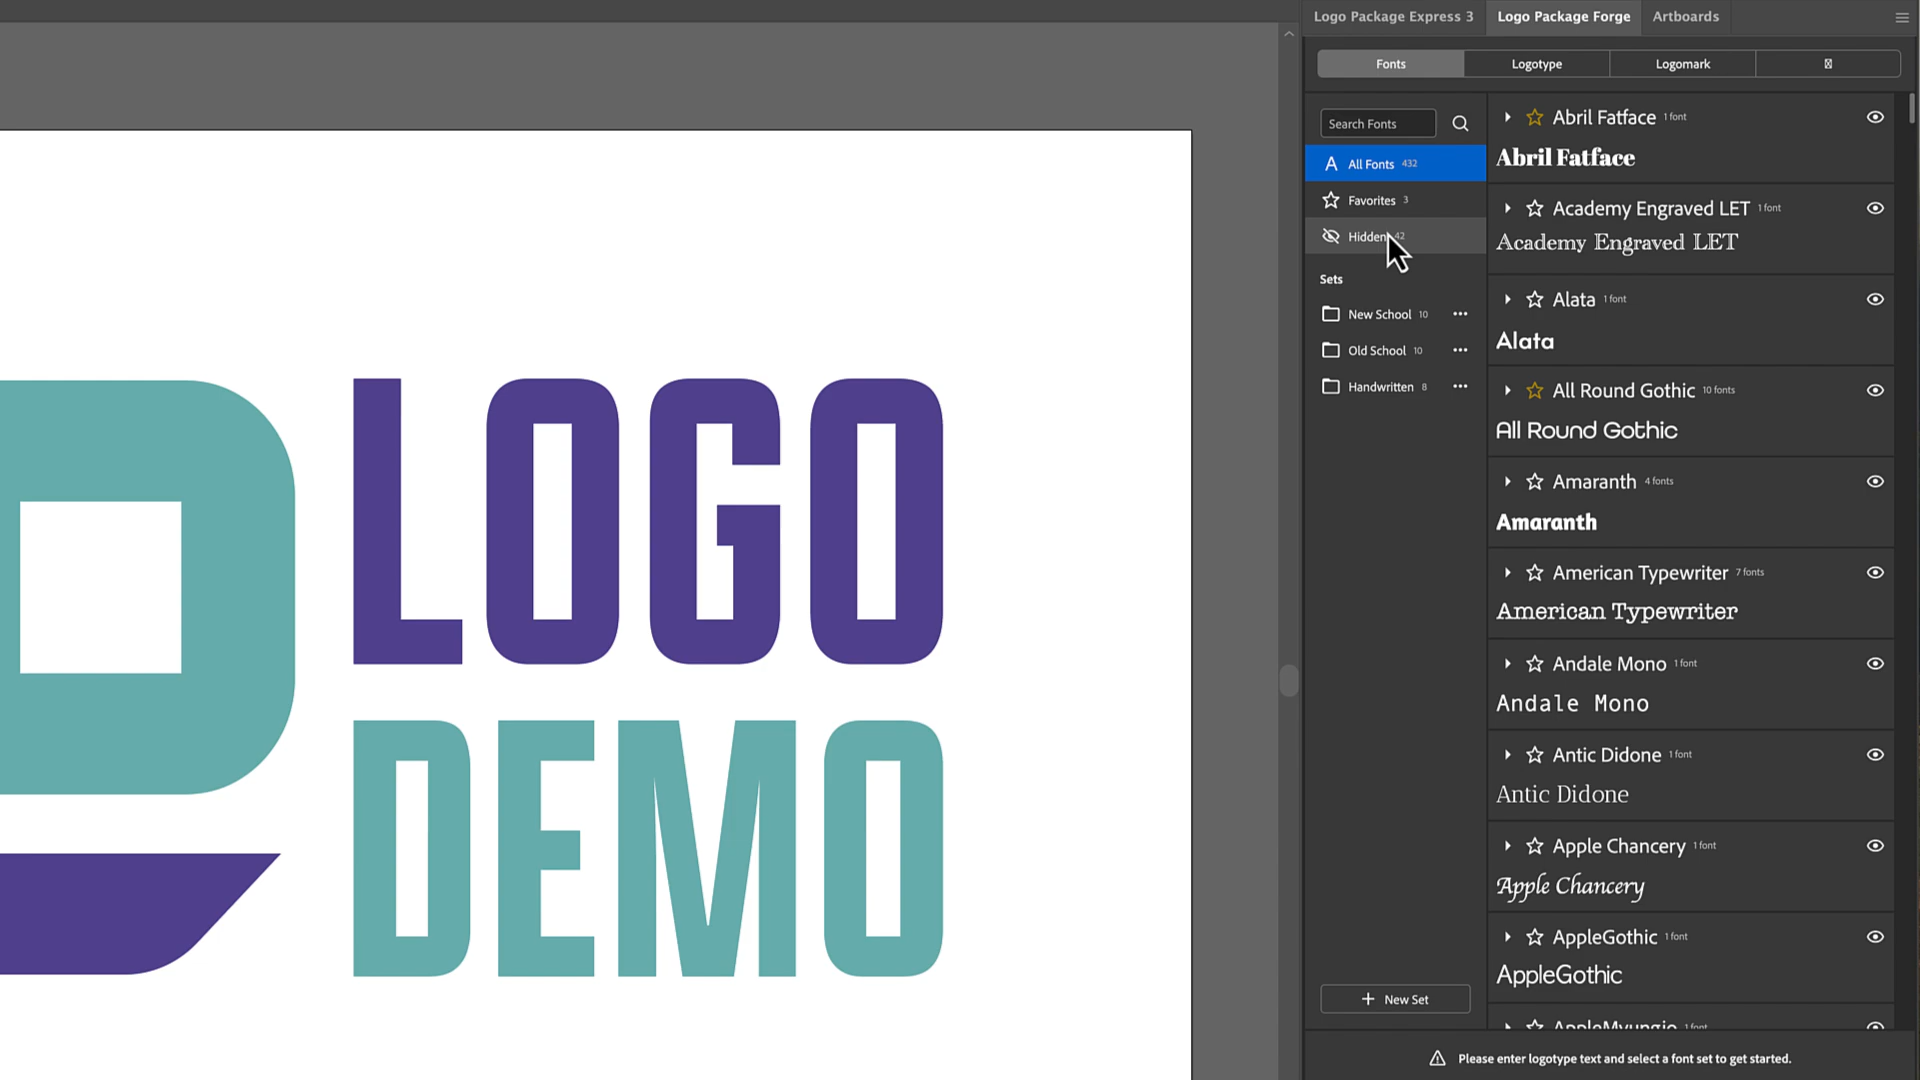 Logo Package Express 3
Logo Package Forge
Artboards
Fonts
Logotype
Logomark
Search Fonts
All Fonts 432
Favorites 3
Hidden 42
Sets
New School 10
Old School 10
Handwritten 8
New Set
Abril Fatface 1 font
Abril Fatface
Academy Engraved LET 1 font
Academy Engraved LET
Alata 1 font
Alata
All Round Gothic 10 fonts
All Round Gothic
Amaranth 4 fonts
Amaranth
American Typewriter 7 fonts
American Typewriter
Andale Mono 1 font
Andale Mono
Antic Didone 1 font
Antic Didone
Apple Chancery 1 font
Apple Chancery
AppleGothic 1 font
AppleGothic
AppleMyungjo 1 font
Please enter logotype text and select a font set to get started.
LOGO
DEMO